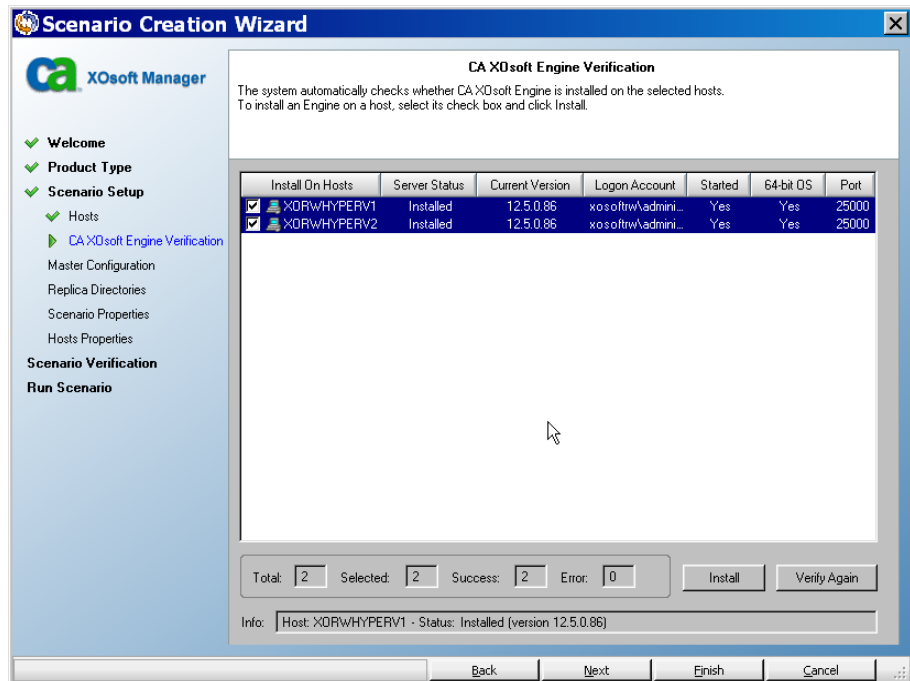 Scenario Creation Wizard
ca XOsoft Manager
Welcome
Product Type
Scenario Setup
Hosts
CA XOsoft Engine Verification
Master Configuration
Replica Directories
Scenario Properties
Hosts Properties
Scenario Verification
Run Scenario
CA XOsoft Engine Verification
The system automatically checks whether CA XOsoft Engine is installed on the selected hosts.
To install an Engine on a host, select its check box and click Install.
Install On Hosts Server Status Current Version Logon Account Started 64-bit OS Port
XORWHYPERV1 Installed 12.5.0.86 xosoftrw\admini... Yes Yes 25000
XORWHYPERV2 Installed 12.5.0.86 xosoftrw\admini... Yes Yes 25000
Total: 2 Selected: 2 Success: 2 Error: 0 Install Verify Again
Info: Host: XORWHYPERV1 - Status: Installed (version 12.5.0.86)
Back Next Finish Cancel